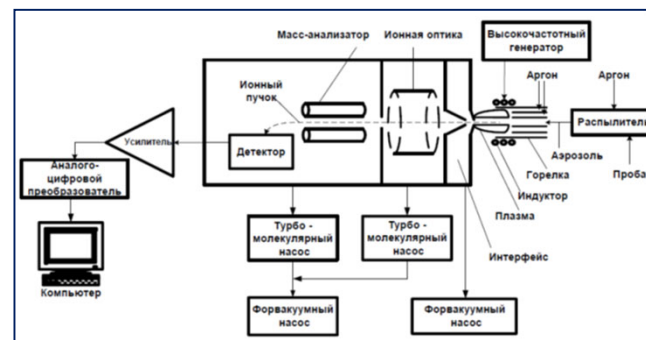 Масс-анализатор
Ионная оптика
Высокочастотный
генератор
Ионный
пучок
Аргон
Аргон
Усилитель
Детектор
Распылитель
Аэрозоль
Проба
Горелка
Индуктор
Плазма
Интерфейс
Аналого-
цифровой
преобразователь
Турбо -
молекулярный
насос
Турбо -
молекулярный
насос
Компьютер
Форвакуумный
насос
Форвакуумный
насос